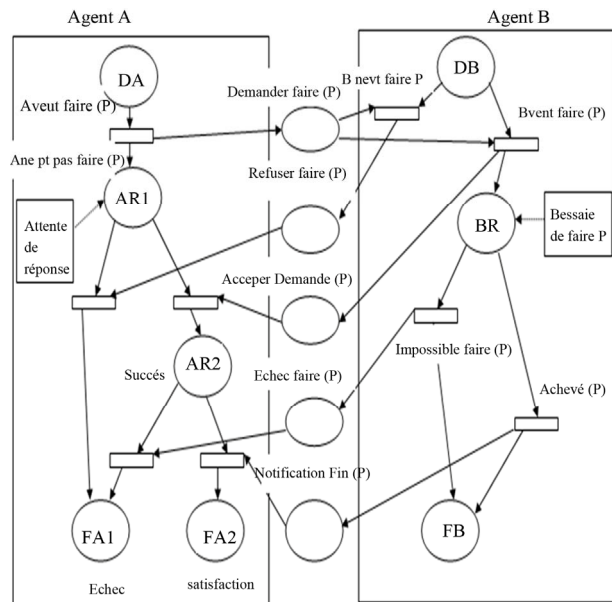 Agent A
Agent B
DA
Demander faire (P)
B nevt faire P
DB
Aveut faire (P)
Bvent faire (P)
Ane pt pas faire (P)
Refuser faire (P)
AR1
BR
Attente
de
réponse
Bessaie
de faire P
Acceper Demande (P)
Impossible faire (P)
AR2
Succés
Echec faire (P)
Achevé (P)
Notification Fin (P)
FA1
FA2
FB
Echec
satisfaction